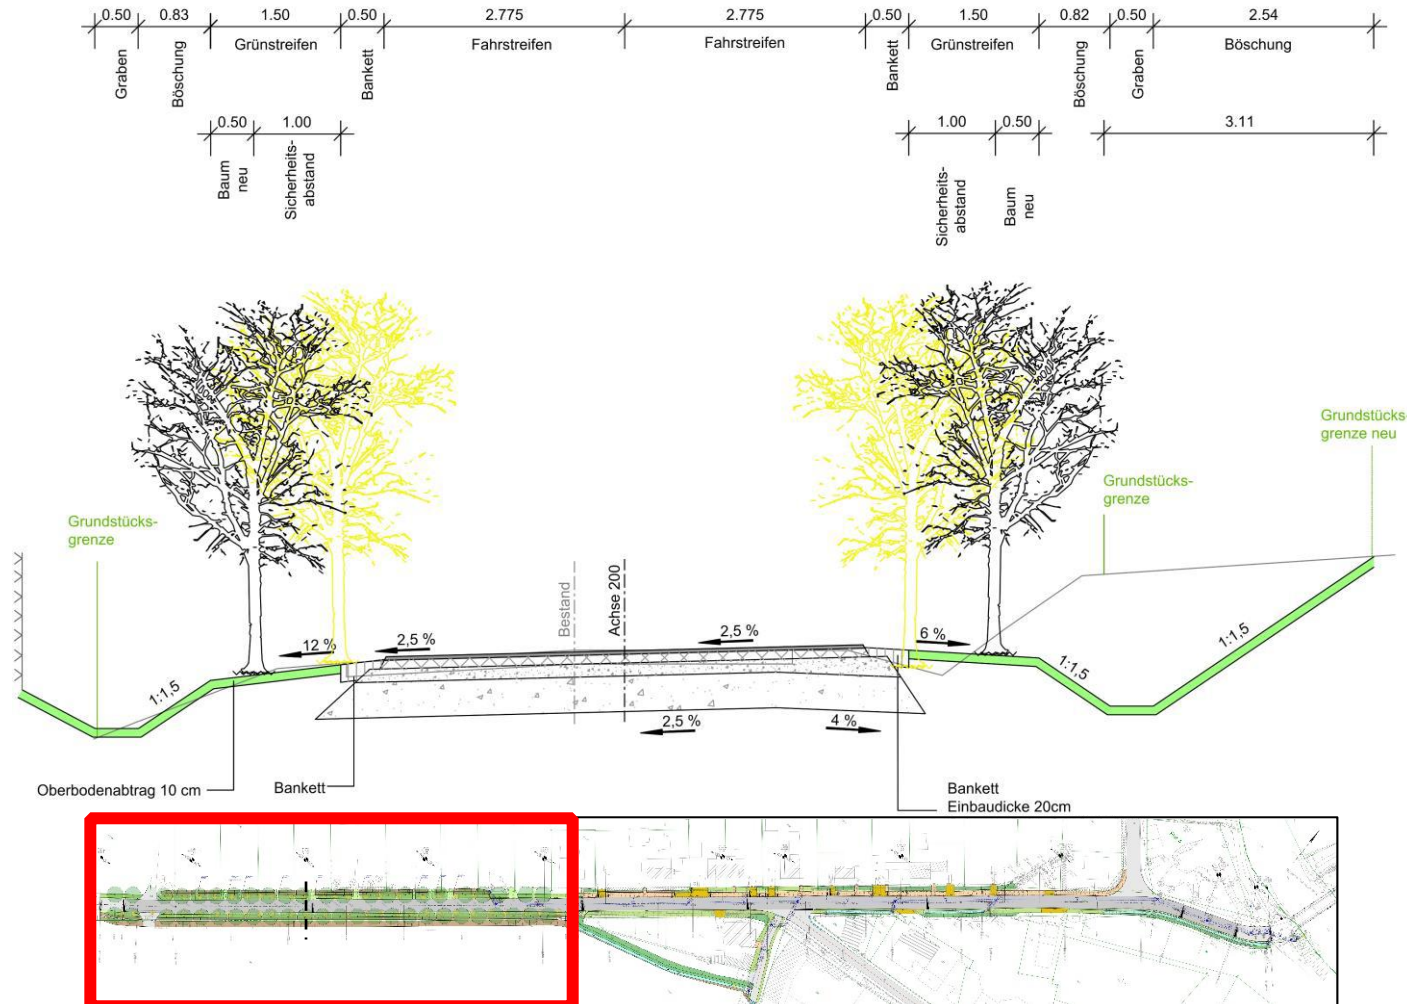 0.50 0.83 1.50 0.50 2.775 2.775 0.50 1.50 0.82 0.50 2.54
Graben Böschung Grünstreifen Bankett Fahrstreifen Fahrstreifen Bankett Grünstreifen Böschung Graben Böschung
0.50 1.00 1.00 0.50 3.11
Baum
neu
Sicherheits-
abstand
Sicherheits-
abstand
Baum
neu
Grundstücks-
grenze
Bestand
Achse 200
Grundstücks-
grenze
Grundstücks-
grenze neu
12 % 2,5 % 2,5 % 6 %
1:1,5 1:1,5 1:1,5
2,5 % 4 %
Oberbodenabtrag 10 cm
Bankett
Bankett
Einbaudicke 20cm